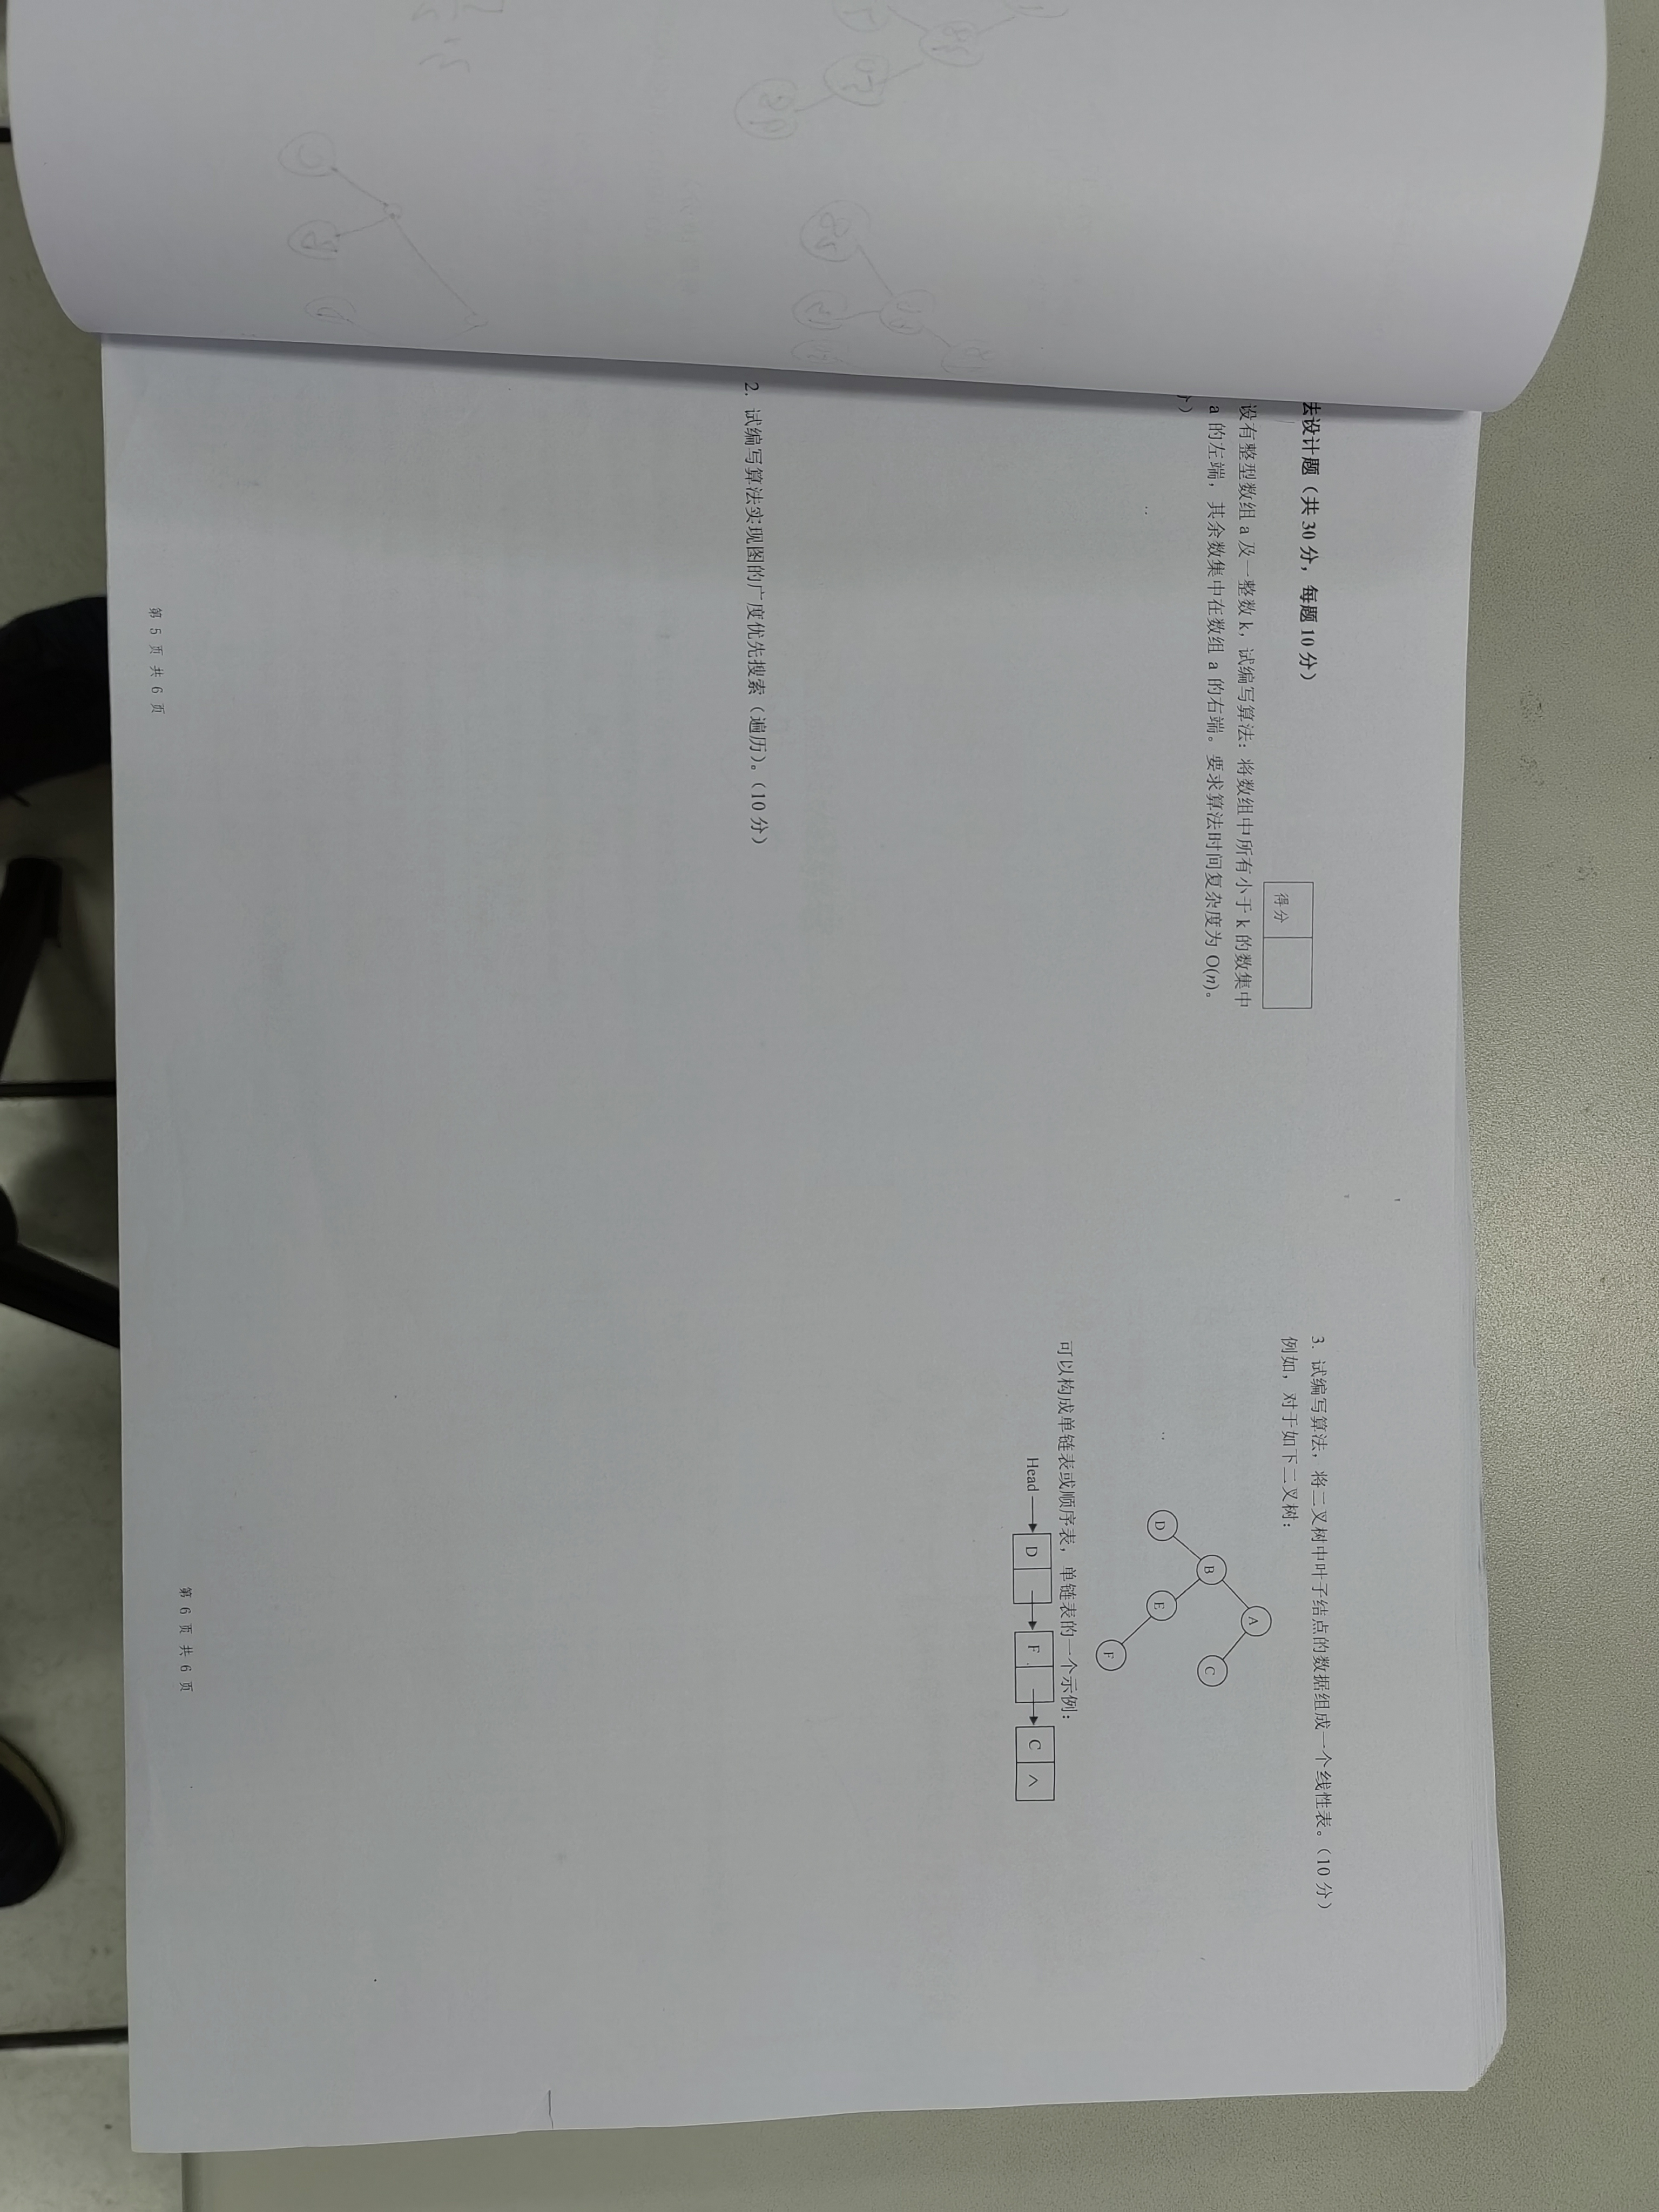 法设计题（共 30 分，每题 10 分）
得分
设有整型数组 a 及一整数 k，试编写算法：将数组中所有小于 k 的数集中
a 的左端，其余数集中在数组 a 的右端。要求算法时间复杂度为 O(n)。
分）
2. 试编写算法实现图的广度优先搜索（遍历）。（10 分）
第 5 页 共 6 页
3. 试编写算法，将二叉树中叶子结点的数据组成一个线性表。（10 分）
例如，对于如下二叉树：
A
B C
D E
F
可以构成单链表或顺序表，单链表的一个示例：
Head D F C ∧
第 6 页 共 6 页